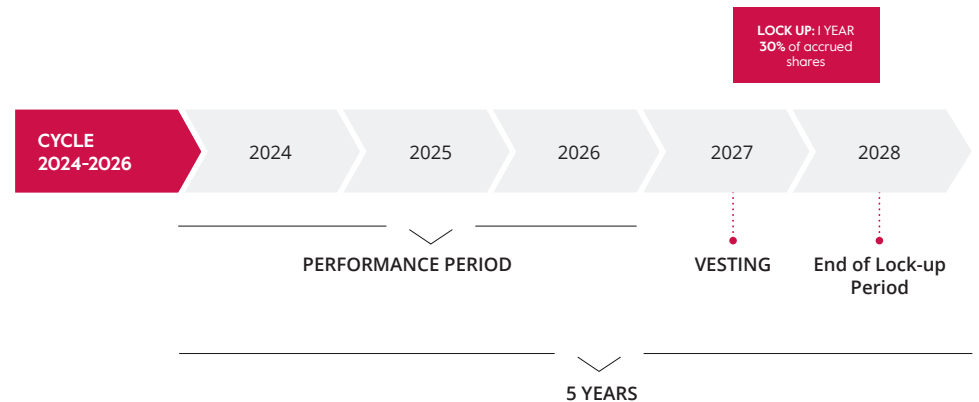 LOCK UP: 1 YEAR
30% of accrued
shares
CYCLE
2024-2026
2024
2025
2026
2027
2028
PERFORMANCE PERIOD
VESTING
End of Lock-up
Period
5 YEARS